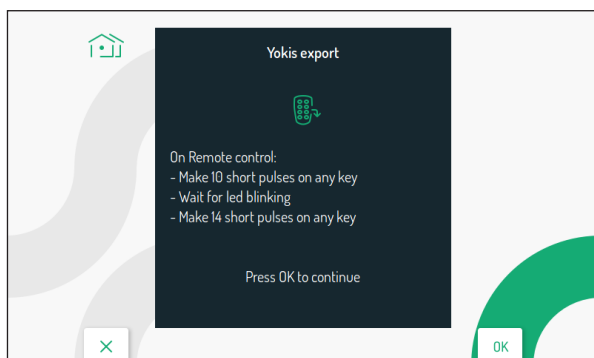 Yokis export
On Remote control:
- Make 10 short pulses on any key
- Wait for led blinking
- Make 14 short pulses on any key
Press OK to continue
OK